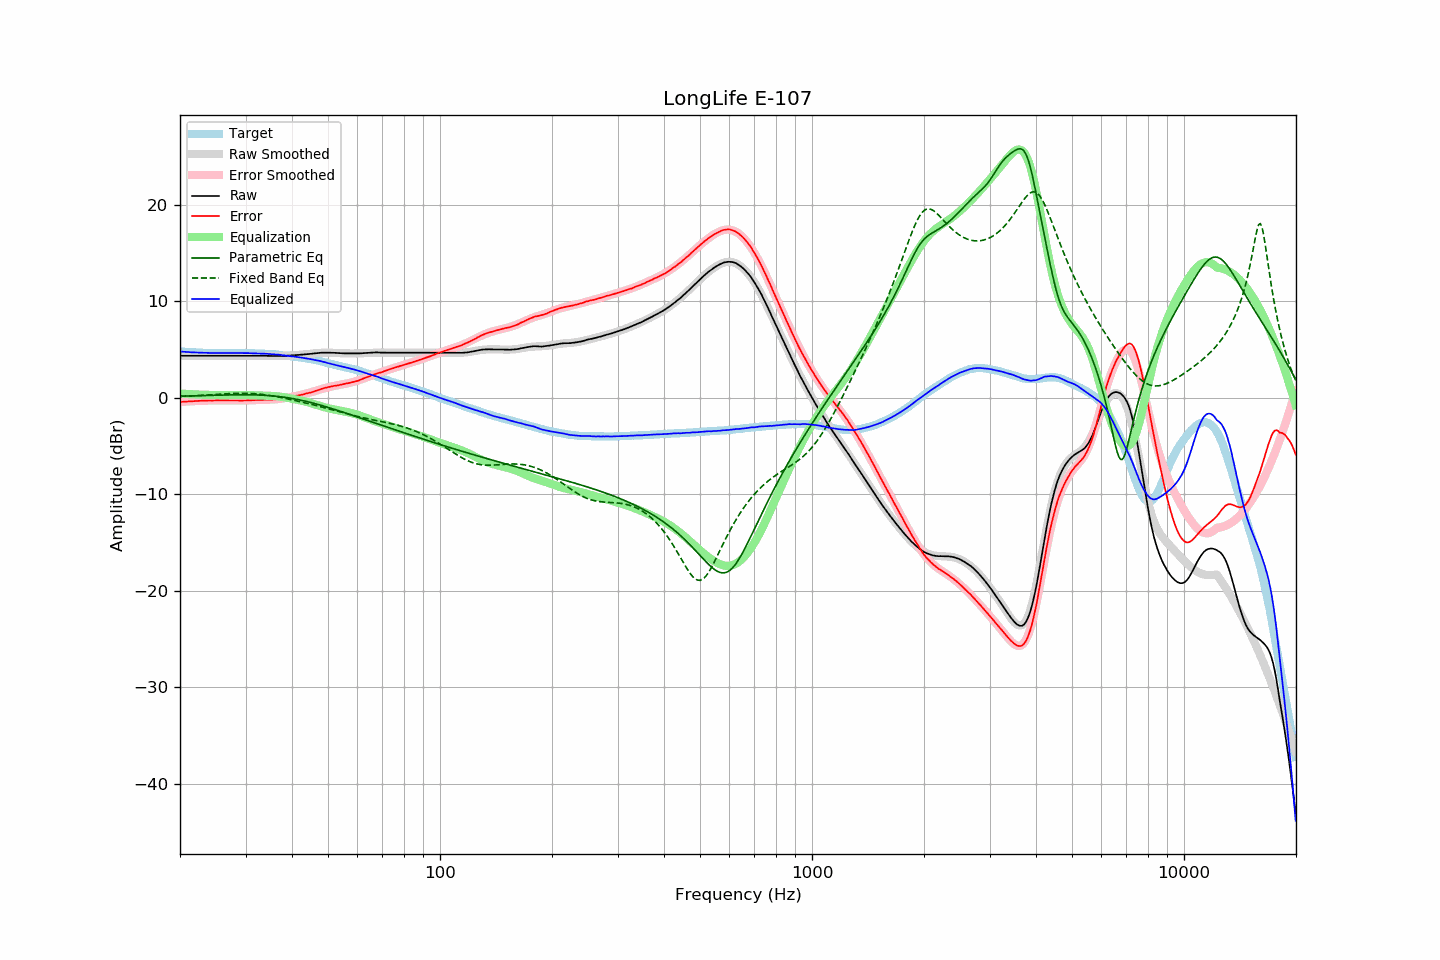 LongLife E-107
Target
Raw Smoothed
Error Smoothed
Raw
Error
Equalization
Parametric Eq
Fixed Band Eq
Equalized
20
10
0
−10
−20
−30
−40
Amplitude (dBr)
100
1000
10000
Frequency (Hz)